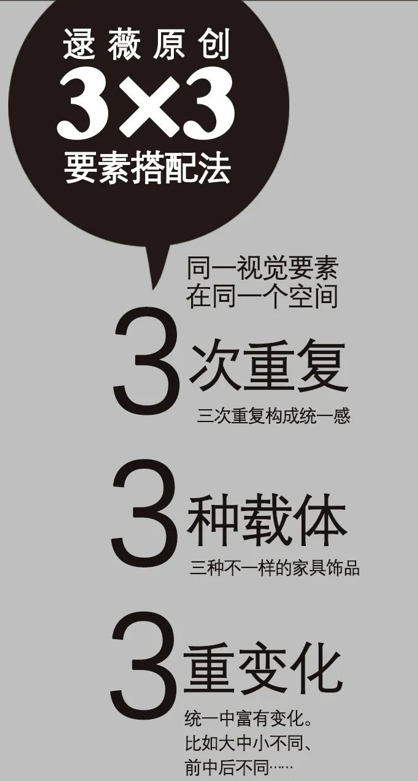 逯薇原创
3×3
要素搭配法
同一视觉要素
在同一个空间
3次重复
三次重复构成统一感
3种载体
三种不一样的家具饰品
3重变化
统一中富有变化。
比如大中小不同、
前中后不同……